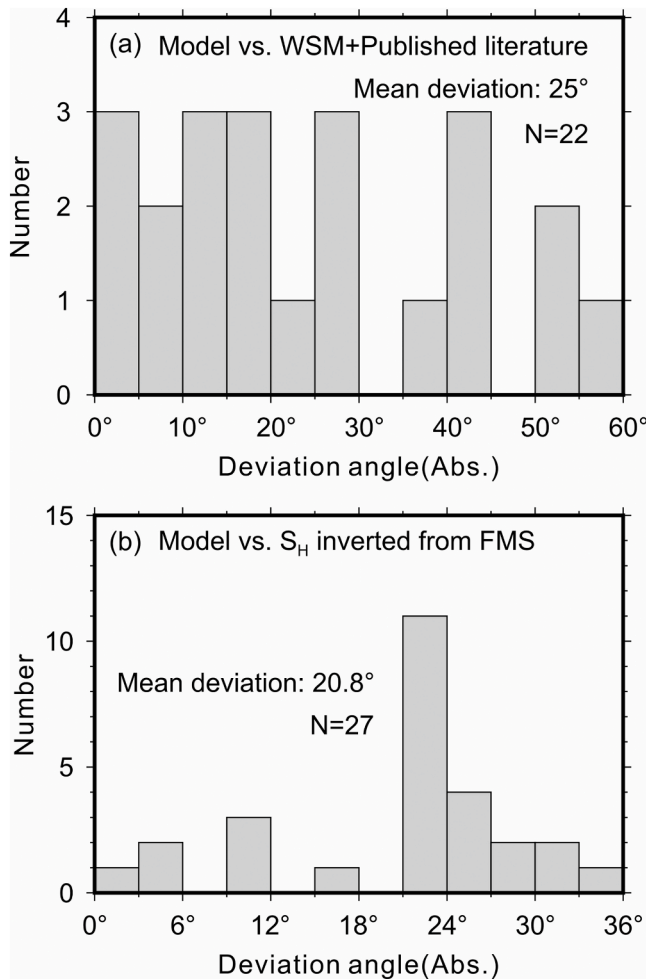 (a) Model vs. WSM+Published literature
Mean deviation: 25°
N=22
4
3
2
1
0
Number
0° 10° 20° 30° 40° 50° 60°
Deviation angle(Abs.)
(b) Model vs. S_H inverted from FMS
Mean deviation: 20.8°
N=27
15
10
5
0
Number
0° 6° 12° 18° 24° 30° 36°
Deviation angle(Abs.)